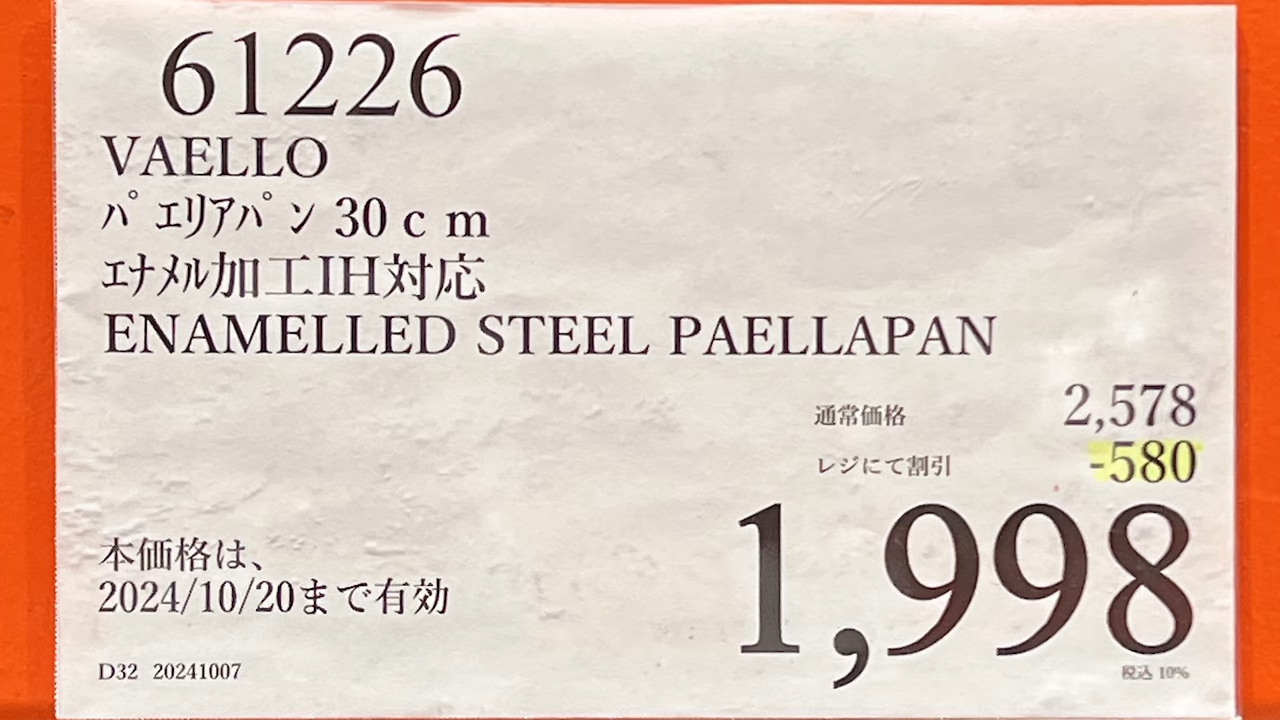 61226
VAELLO
ﾊﾟｴﾘｱﾊﾟﾝ 30ｃｍ
ｴﾅﾒﾙ加工IH対応
ENAMELLED STEEL PAELLAPAN
通常価格 2,578
レジにて割引 -580
1,998
税込 10%
本価格は、
2024/10/20まで有効
D32 20241007